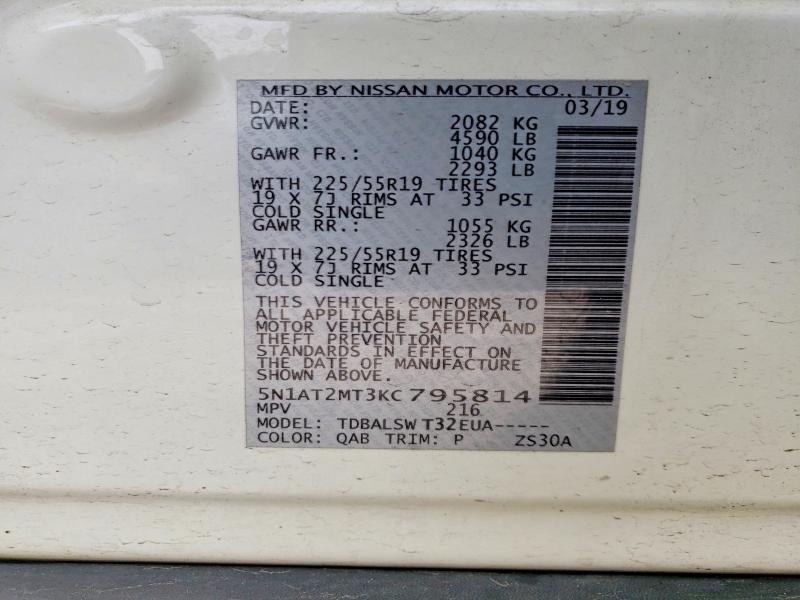 MFD BY NISSAN MOTOR CO., LTD.
DATE: 03/19
GVWR: 2082 KG
4590 LB
GAWR FR.: 1040 KG
2293 LB
WITH 225/55R19 TIRES
19 X 7J RIMS AT 33 PSI
COLD SINGLE
GAWR RR.: 1055 KG
2326 LB
WITH 225/55R19 TIRES
19 X 7J RIMS AT 33 PSI
COLD SINGLE
THIS VEHICLE CONFORMS TO
ALL APPLICABLE FEDERAL
MOTOR VEHICLE SAFETY AND
THEFT PREVENTION
STANDARDS IN EFFECT ON
THE DATE OF MANUFACTURE
SHOWN ABOVE.
5N1AT2MT3KC795814
MPV 216
MODEL: TDBALSW T32EUA-----
COLOR: QAB TRIM: P ZS30A